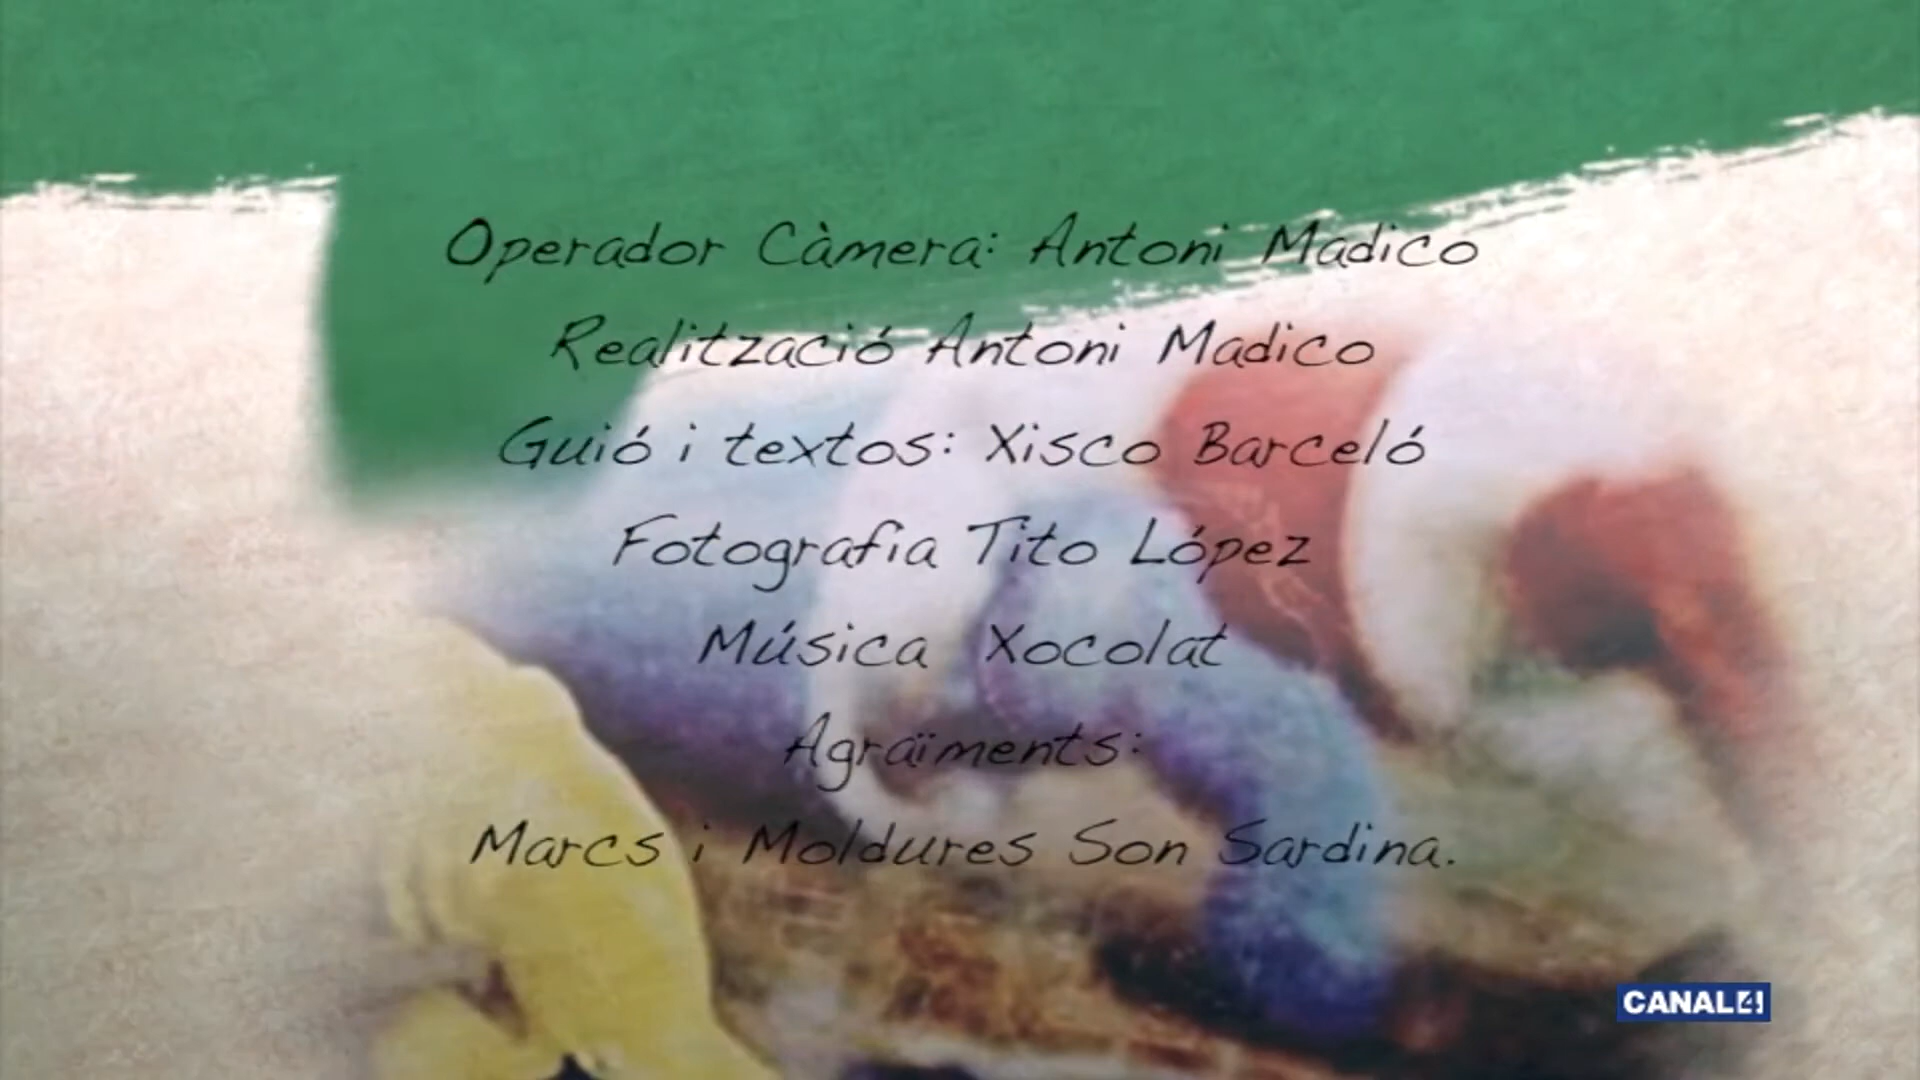 Operador Càmera: Antoni Madico
Realització Antoni Madico
Guió i textos: Xisco Barceló
Fotografia Tito López
Música Xocolat
Agraïments:
Marcs i Moldures Son Sardina.
CANAL4